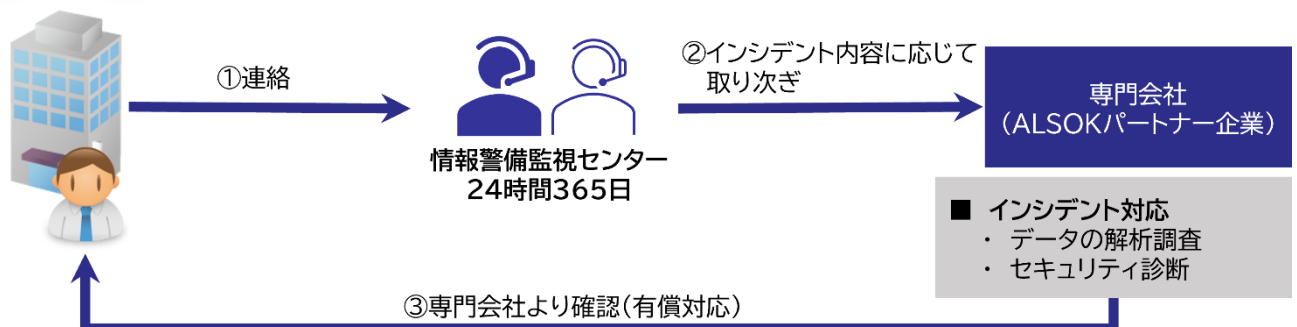 ①連絡
情報警備監視センター
24時間365日
②インシデント内容に応じて
取り次ぎ
専門会社
（ALSOKパートナー企業）
■ インシデント対応
・ データの解析調査
・ セキュリティ診断
③専門会社より確認（有償対応）